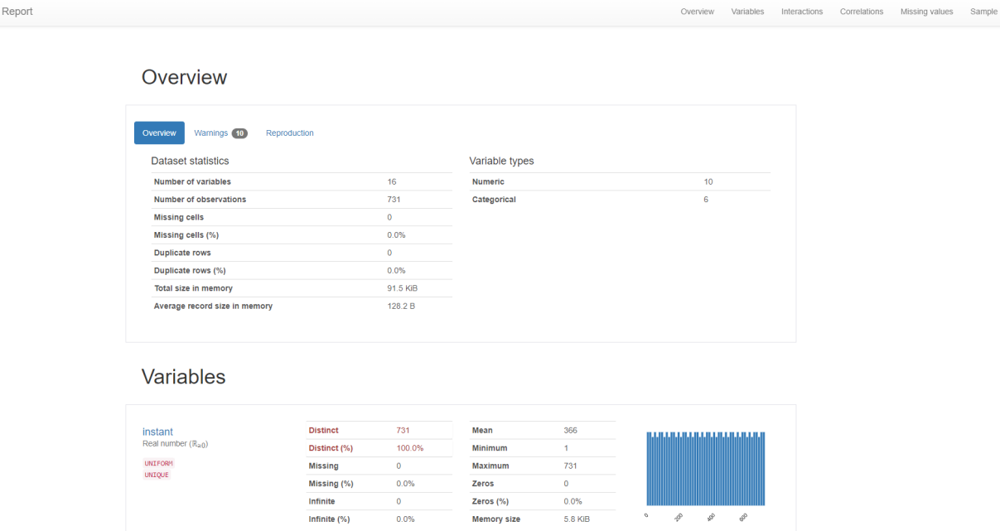 Report Overview Variables Interactions Correlations Missing values Sample
Overview
Overview Warnings 10 Reproduction
Dataset statistics
Number of variables 16
Number of observations 731
Missing cells 0
Missing cells (%) 0.0%
Duplicate rows 0
Duplicate rows (%) 0.0%
Total size in memory 91.5 KiB
Average record size in memory 128.2 B
Variable types
Numeric 10
Categorical 6
Variables
instant
Real number (ℝ≥0)
UNIFORM
UNIQUE
Distinct 731
Distinct (%) 100.0%
Missing 0
Missing (%) 0.0%
Infinite 0
Infinite (%) 0.0%
Mean 366
Minimum 1
Maximum 731
Zeros 0
Zeros (%) 0.0%
Memory size 5.8 KiB
0 200 400 600